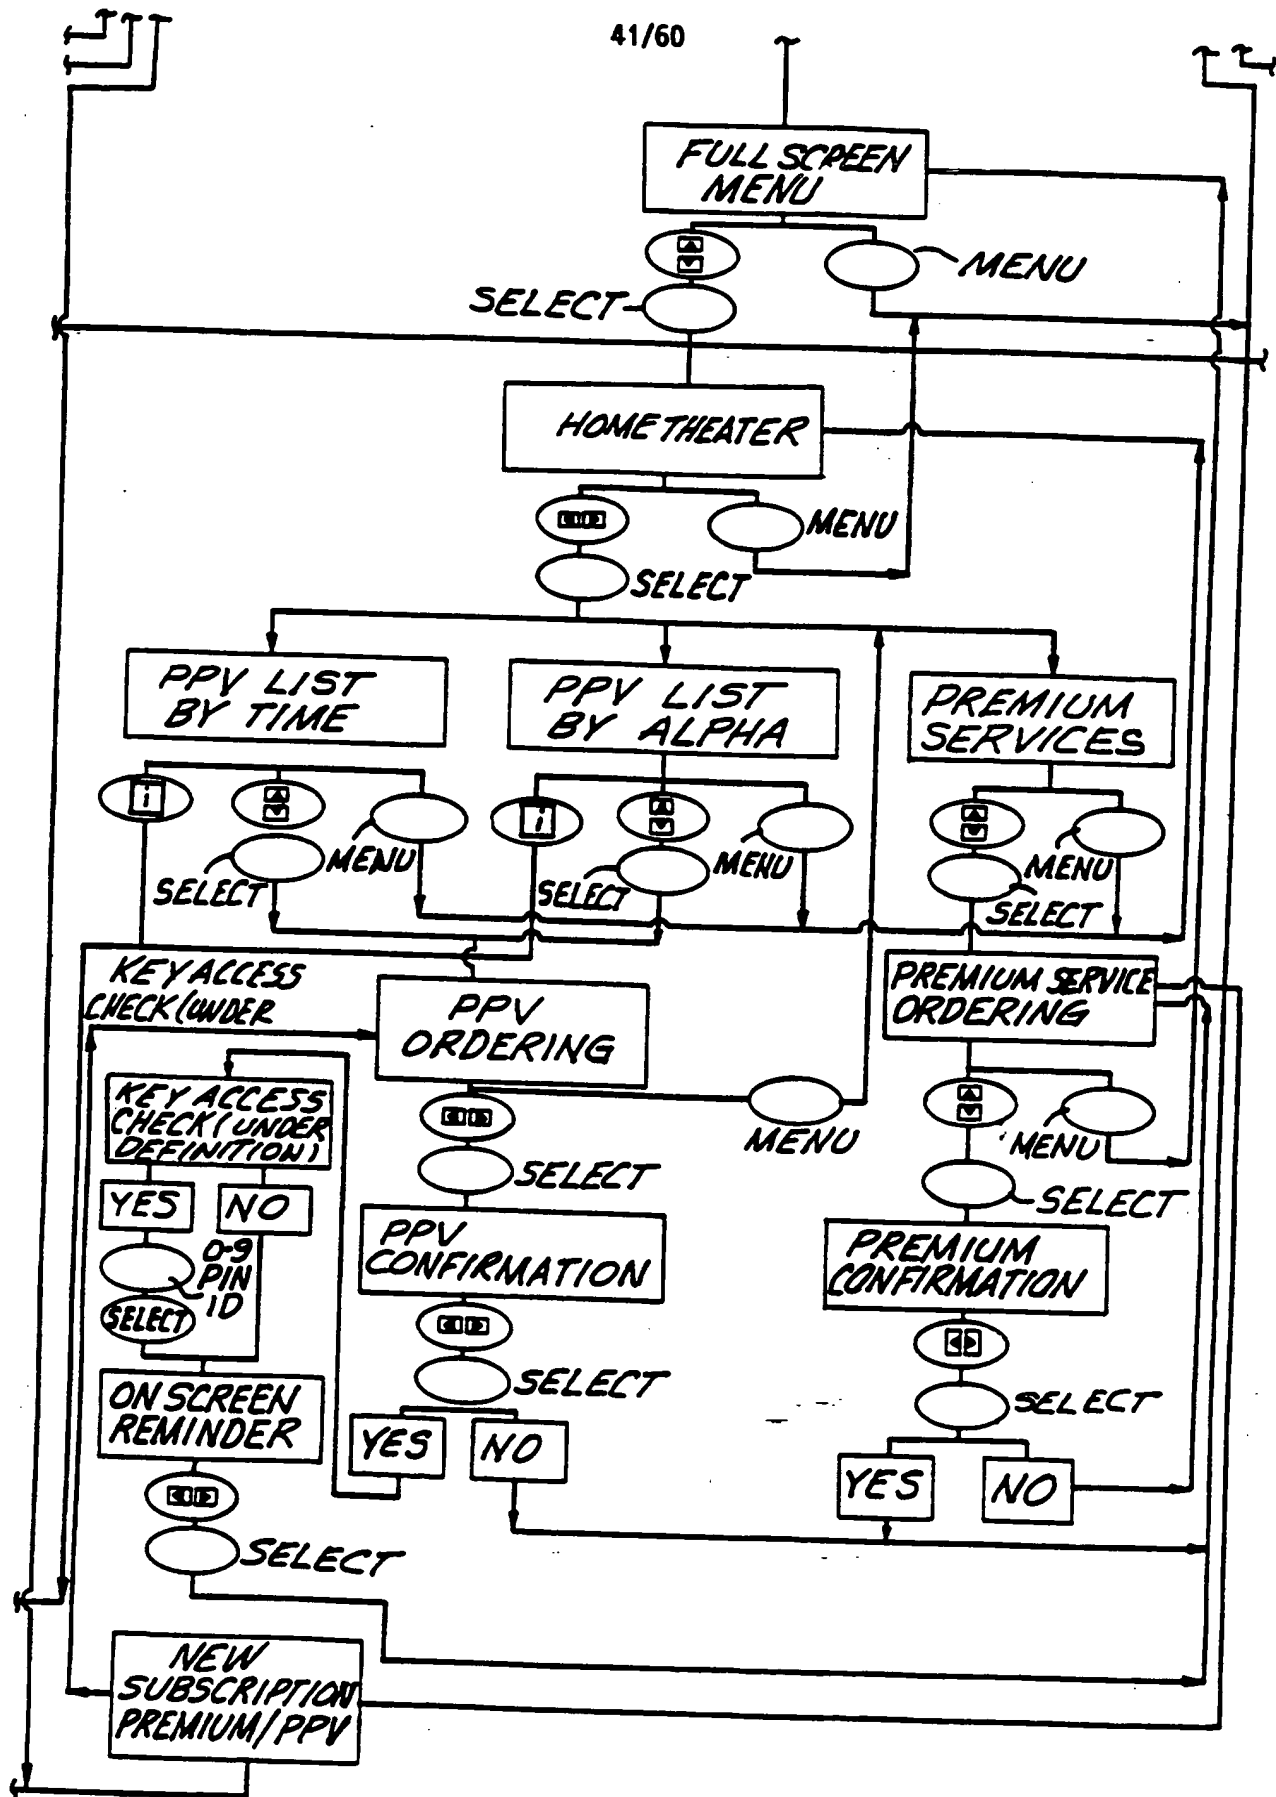 41/60
FULL SCREEN
MENU
MENU
SELECT
HOME THEATER
MENU
SELECT
PPV LIST
BY TIME
PPV LIST
BY ALPHA
PREMIUM
SERVICES
i
i
SELECT
MENU
SELECT
MENU
MENU
SELECT
KEY ACCESS
CHECK (UNDER
PPV
ORDERING
PREMIUM SERVICE
ORDERING
KEY ACCESS
CHECK (UNDER
DEFINITION)
MENU
MENU
SELECT
SELECT
YES
NO
0-9
PIN
ID
SELECT
PPV
CONFIRMATION
PREMIUM
CONFIRMATION
SELECT
SELECT
ON SCREEN
REMINDER
YES
NO
YES
NO
SELECT
NEW
SUBSCRIPTION
PREMIUM/PPV